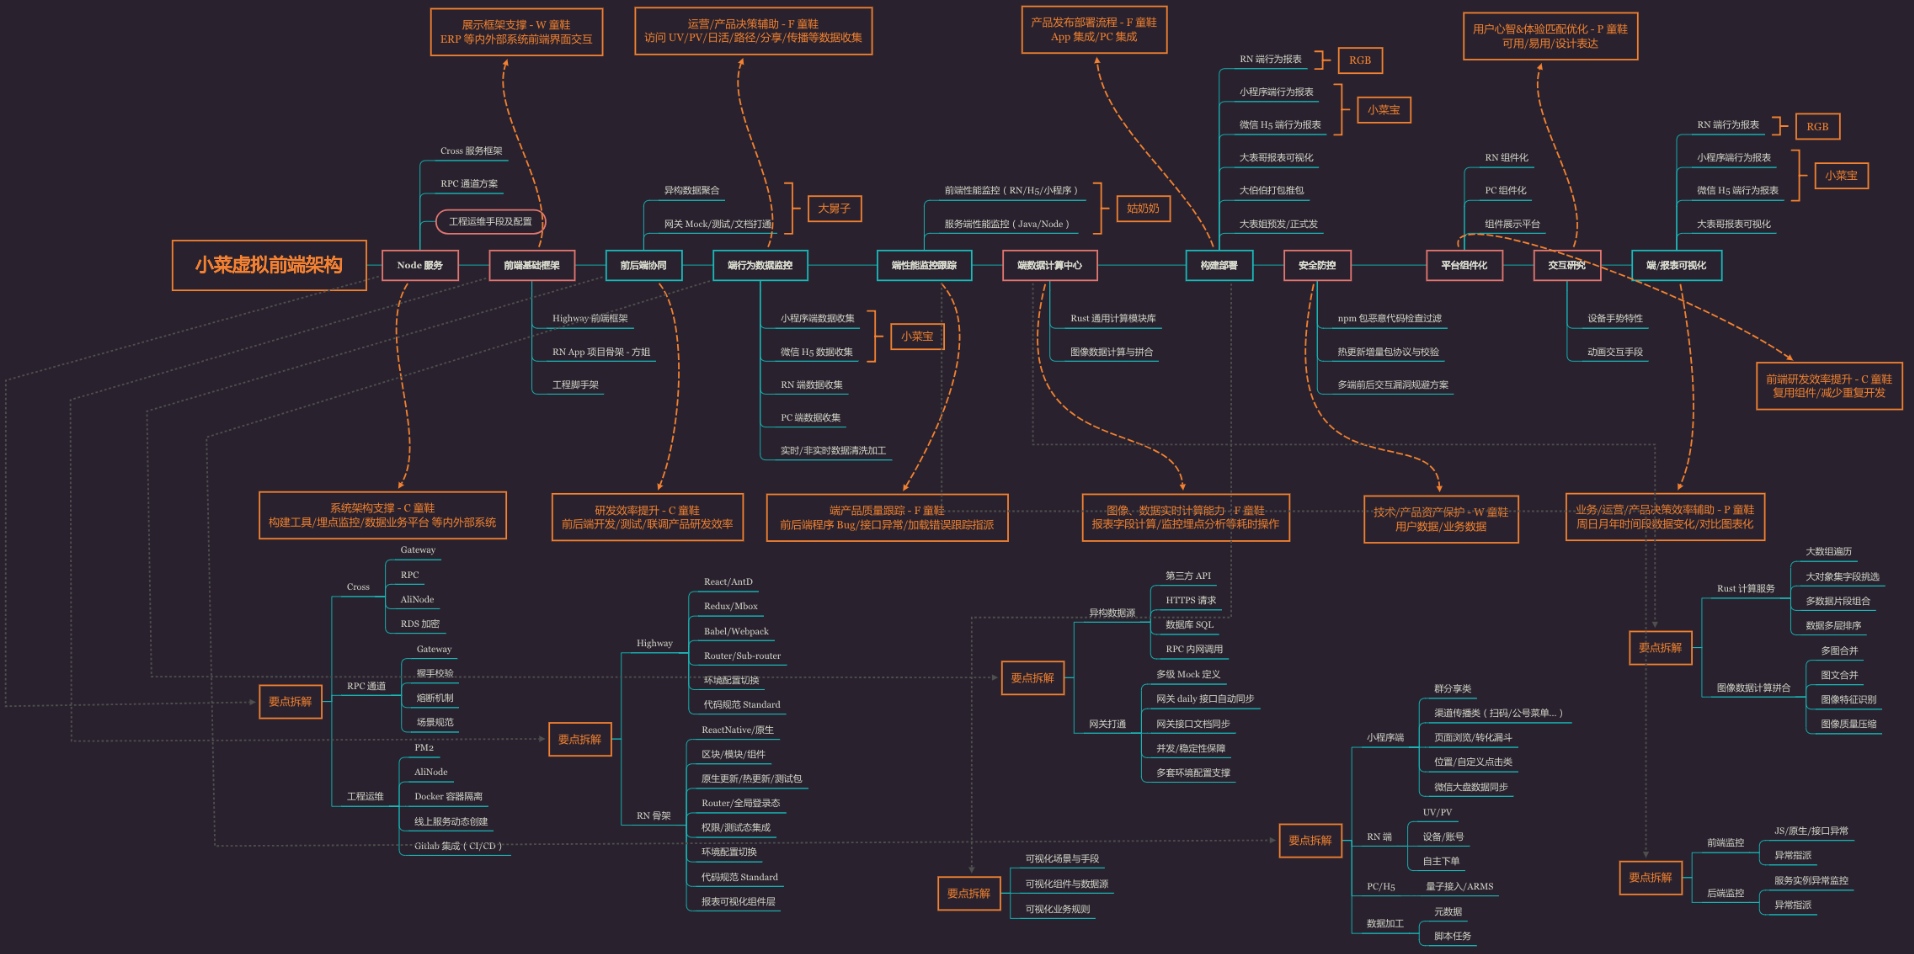 展示框架支撑 - W 童鞋
ERP 等内外部系统前端界面交互
运营/产品决策辅助 - F 童鞋
访问 UV/PV/日活/路径/分享/传播等数据收集
产品发布部署流程 - F 童鞋
App 集成/PC 集成
用户心智&体验匹配优化 - P 童鞋
可用/易用/设计表达
Cross 服务框架
RPC 通道方案
工程运维手段及配置
异构数据聚合
网关 Mock/测试/文档打通
大舅子
前端性能监控（RN/H5/小程序）
服务端性能监控（Java/Node）
姑奶奶
RN 端行为报表
RGB
小程序端行为报表
微信 H5 端行为报表
小菜宝
大表哥报表可视化
大伯伯打包推包
大表姐预发/正式发
RN 组件化
PC 组件化
组件展示平台
RN 端行为报表
RGB
小程序端行为报表
微信 H5 端行为报表
小菜宝
大表哥报表可视化
小菜虚拟前端架构
Node 服务
前端基础框架
前后端协同
端行为数据监控
端性能监控跟踪
端数据计算中心
构建部署
安全防控
平台组件化
交互研究
端/报表可视化
Highway 前端框架
RN App 项目骨架 - 方姐
工程脚手架
小程序端数据收集
微信 H5 数据收集
小菜宝
RN 端数据收集
PC 端数据收集
实时/非实时数据清洗加工
Rust 通用计算模块库
图像数据计算与拼合
npm 包恶意代码检查过滤
热更新增量包协议与校验
多端前后交互漏洞规避方案
设备手势特性
动画交互手段
前端研发效率提升 - C 童鞋
复用组件/减少重复开发
系统架构支撑 - C 童鞋
构建工具/埋点监控/数据业务平台 等内外部系统
研发效率提升 - C 童鞋
前后端开发/测试/联调产品研发效率
端产品质量跟踪 - F 童鞋
前后端程序 Bug/接口异常/加载错误跟踪指派
图像、数据实时计算能力 - F 童鞋
报表字段计算/监控埋点分析等耗时操作
技术/产品资产保护 - W 童鞋
用户数据/业务数据
业务/运营/产品决策效率辅助 - P 童鞋
周日月年时间段数据变化/对比图表化
要点拆解
Cross
Gateway
RPC
AliNode
RDS 加密
RPC 通道
Gateway
握手校验
熔断机制
场景规范
工程运维
PM2
AliNode
Docker 容器隔离
线上服务动态创建
Gitlab 集成（CI/CD）
要点拆解
Highway
React/AntD
Redux/Mbox
Babel/Webpack
Router/Sub-router
环境配置切换
代码规范 Standard
RN 骨架
ReactNative/原生
区块/模块/组件
原生更新/热更新/测试包
Router/全局登录态
权限/测试态集成
环境配置切换
代码规范 Standard
报表可视化组件层
要点拆解
异构数据源
第三方 API
HTTPS 请求
数据库 SQL
RPC 内网调用
网关打通
多级 Mock 定义
网关 daily 接口自动同步
网关接口文档同步
并发/稳定性保障
多套环境配置支撑
要点拆解
可视化场景与手段
可视化组件与数据源
可视化业务规则
要点拆解
小程序端
群分享类
渠道传播类（扫码/公号菜单...）
页面浏览/转化漏斗
位置/自定义点击类
微信大盘数据同步
RN 端
UV/PV
设备/账号
自主下单
PC/H5
量子接入/ARMS
数据加工
元数据
脚本任务
要点拆解
Rust 计算服务
大数组遍历
大对象集字段挑选
多数据片段组合
数据多层排序
图像数据计算拼合
多图合并
图文合并
图像特征识别
图像质量压缩
要点拆解
前端监控
JS/原生/接口异常
异常指派
后端监控
服务实例异常监控
异常指派